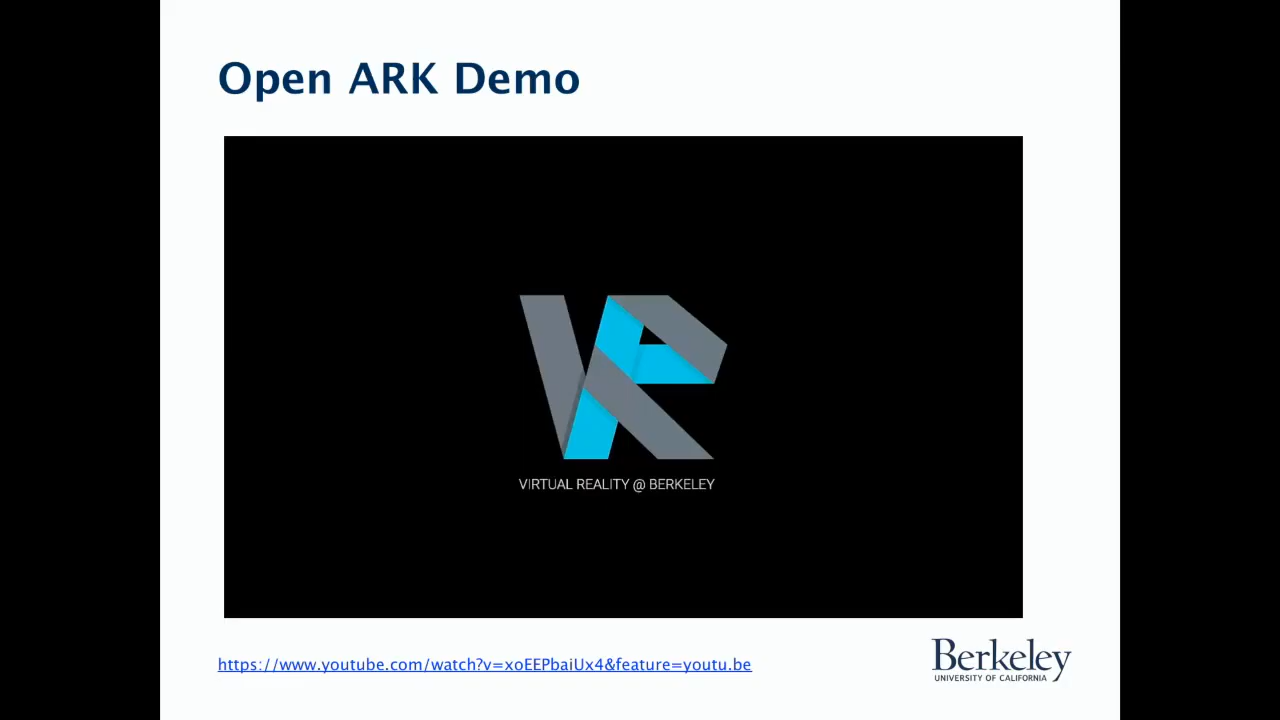 Open ARK Demo
VR
VIRTUAL REALITY @ BERKELEY
https://www.youtube.com/watch?v=xoEEPbaiUx4&feature=youtu.be
Berkeley
UNIVERSITY OF CALIFORNIA